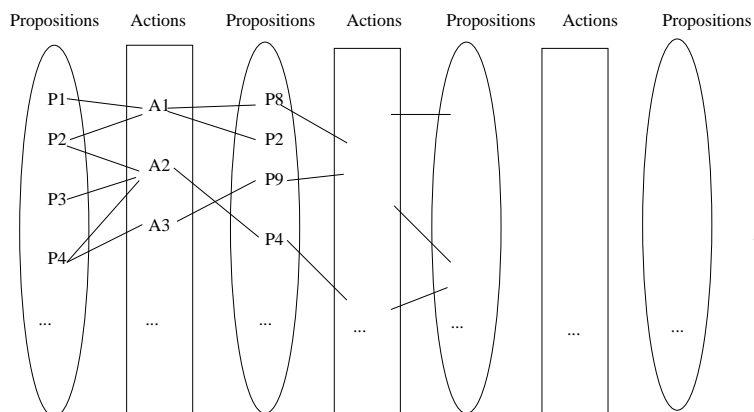 Propositions Actions Propositions Actions Propositions Actions Propositions
P1 A1 P8
P2 P2
A2
P3 P9
A3
P4 P4
... ... ... ... ... ... ...